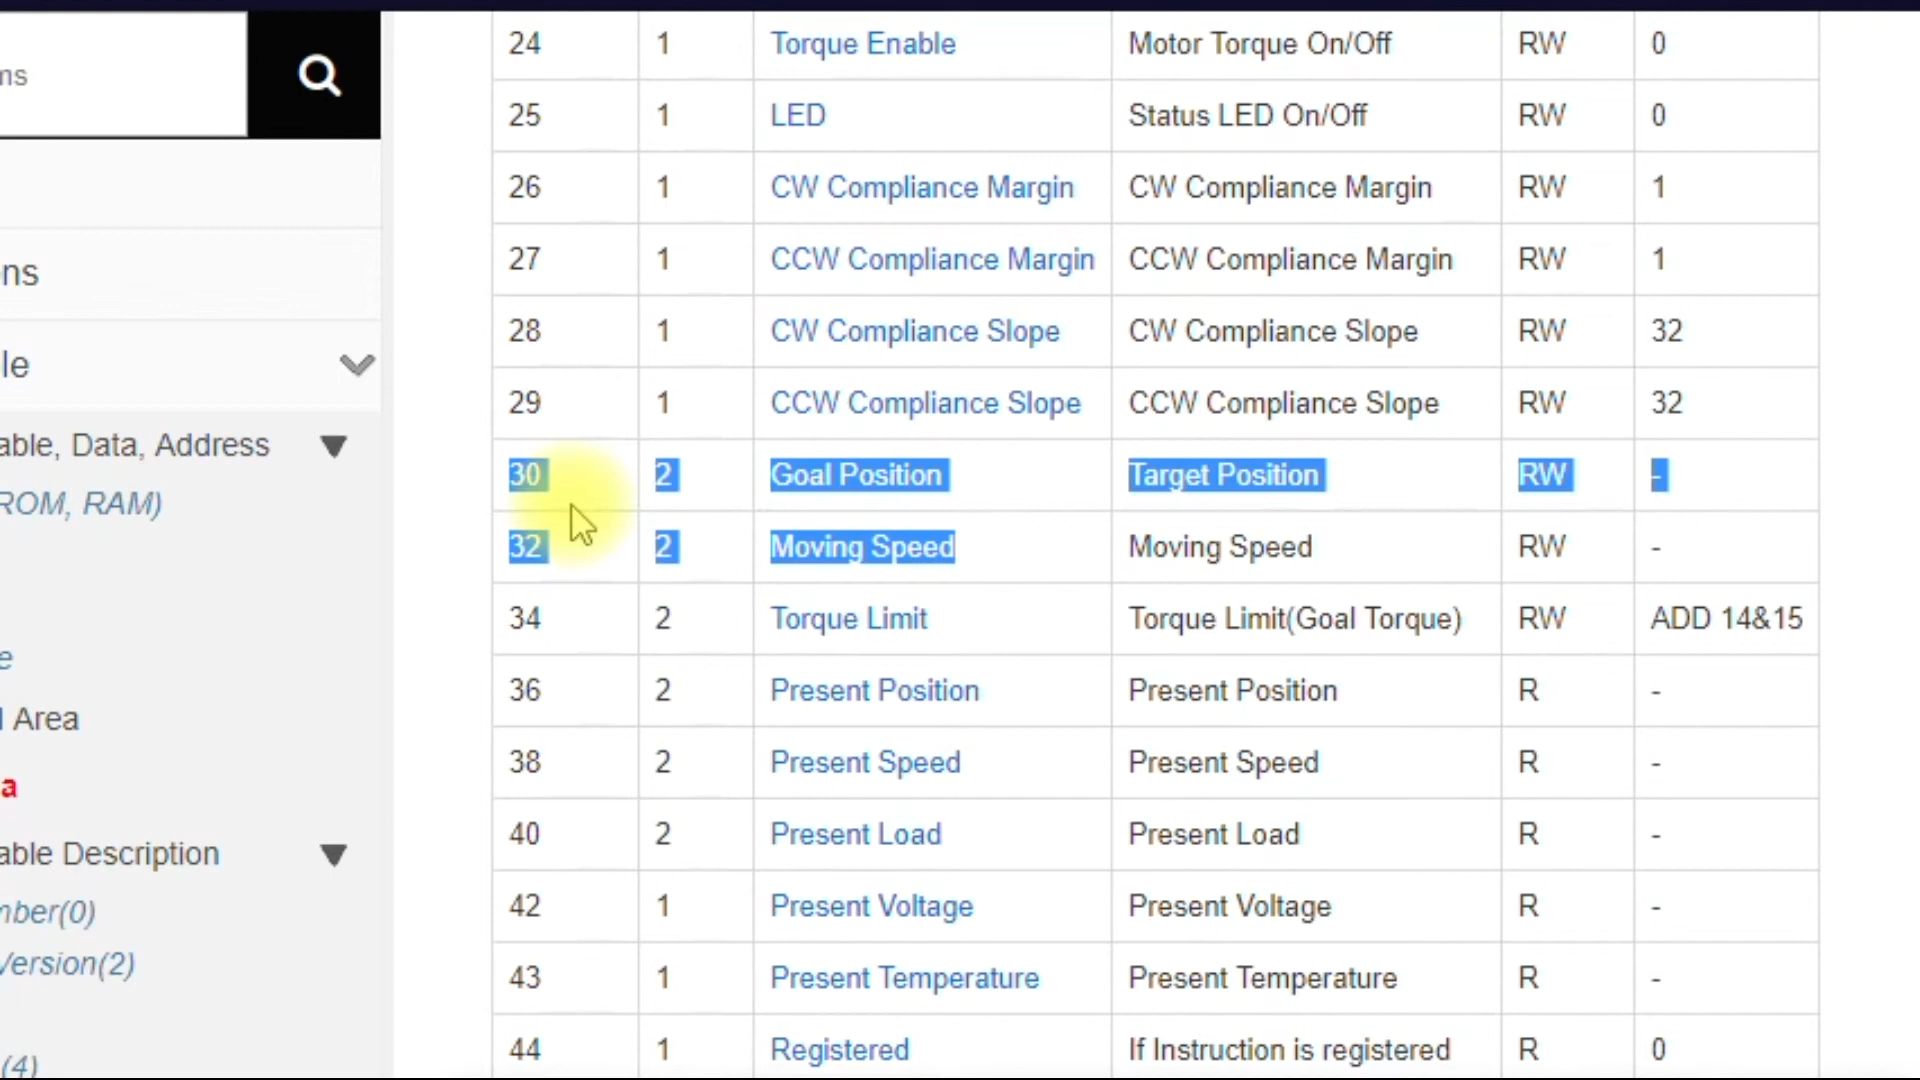 ms
ns
le
able, Data, Address
ROM, RAM)
e
Area
a
able Description
mber(0)
Version(2)
(4)
24 1 Torque Enable Motor Torque On/Off RW 0
25 1 LED Status LED On/Off RW 0
26 1 CW Compliance Margin CW Compliance Margin RW 1
27 1 CCW Compliance Margin CCW Compliance Margin RW 1
28 1 CW Compliance Slope CW Compliance Slope RW 32
29 1 CCW Compliance Slope CCW Compliance Slope RW 32
30 2 Goal Position Target Position RW -
32 2 Moving Speed Moving Speed RW -
34 2 Torque Limit Torque Limit(Goal Torque) RW ADD 14&15
36 2 Present Position Present Position R -
38 2 Present Speed Present Speed R -
40 2 Present Load Present Load R -
42 1 Present Voltage Present Voltage R -
43 1 Present Temperature Present Temperature R -
44 1 Registered If Instruction is registered R 0